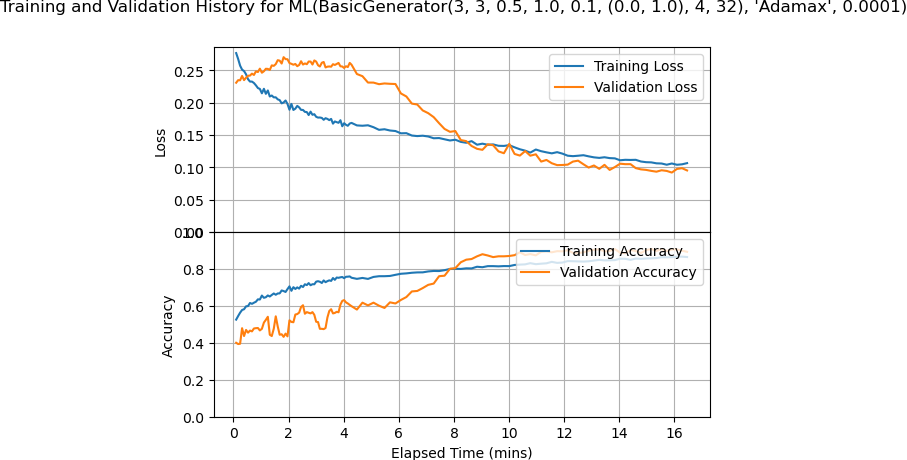 Training and Validation History for ML(BasicGenerator(3, 3, 0.5, 1.0, 0.1, (0.0, 1.0), 4, 32), 'Adamax', 0.0001)
Training Loss
Validation Loss
Loss
0.25
0.20
0.15
0.10
0.05
0.00
1.0
Training Accuracy
Validation Accuracy
Accuracy
0.8
0.6
0.4
0.2
0.0
0 2 4 6 8 10 12 14 16
Elapsed Time (mins)